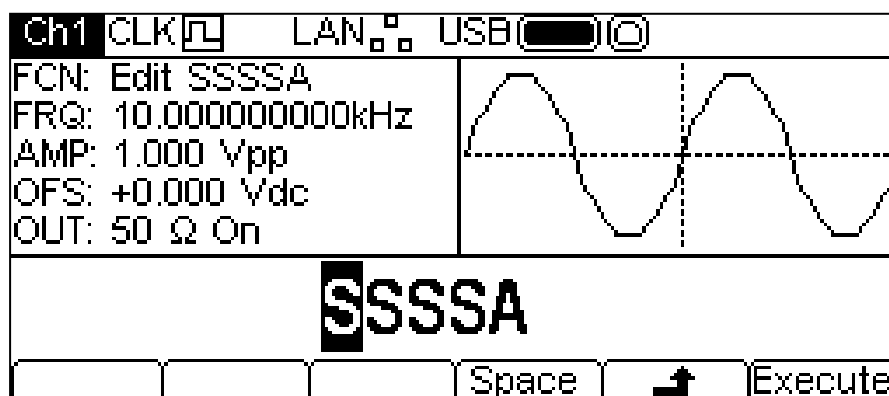 Ch1 CLK LAN USB
FCN: Edit SSSSA
FRQ: 10.000000000kHz
AMP: 1.000 Vpp
OFS: +0.000 Vdc
OUT: 50 Ω On
SSSSA
Space Execute